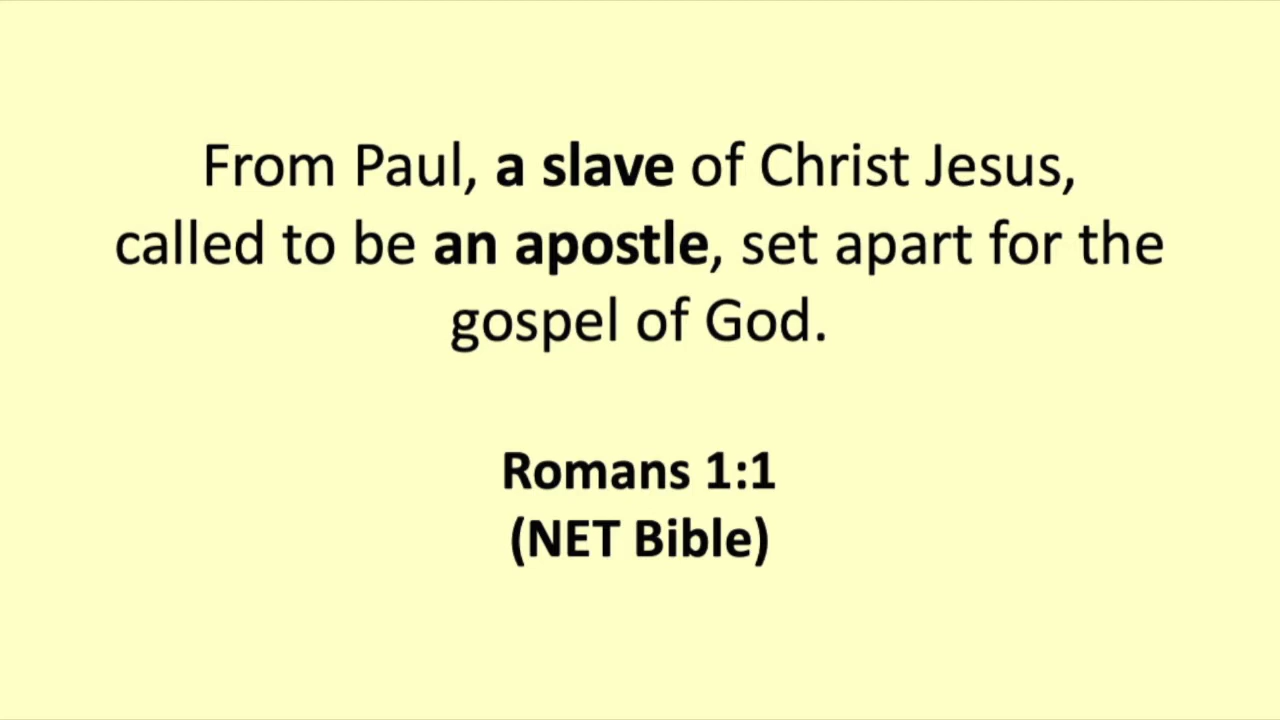 From Paul, a slave of Christ Jesus,
called to be an apostle, set apart for the
gospel of God.
Romans 1:1
(NET Bible)